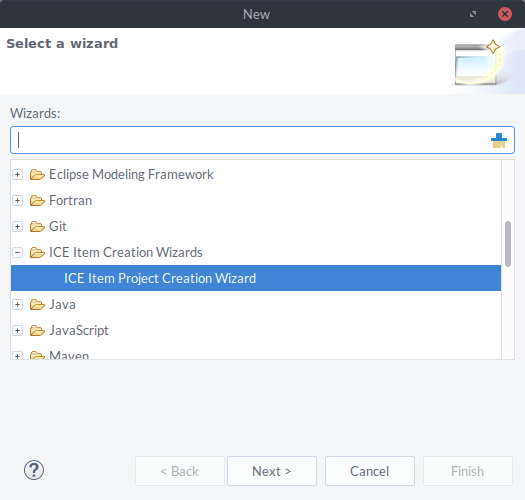 New
Select a wizard
Wizards:
Eclipse Modeling Framework
Fortran
Git
ICE Item Creation Wizards
ICE Item Project Creation Wizard
Java
JavaScript
Maven
? < Back Next > Cancel Finish